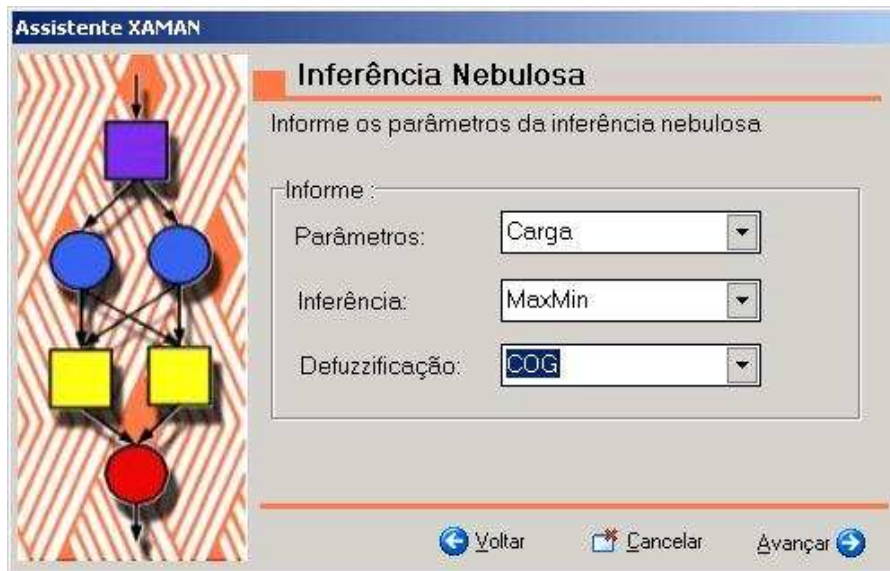 Assistente XAMAN
Inferência Nebulosa
Informe os parâmetros da inferência nebulosa
Informe :
Parâmetros: Carga
Inferência: MaxMin
Defuzzificação: COG
Voltar Cancelar Avançar